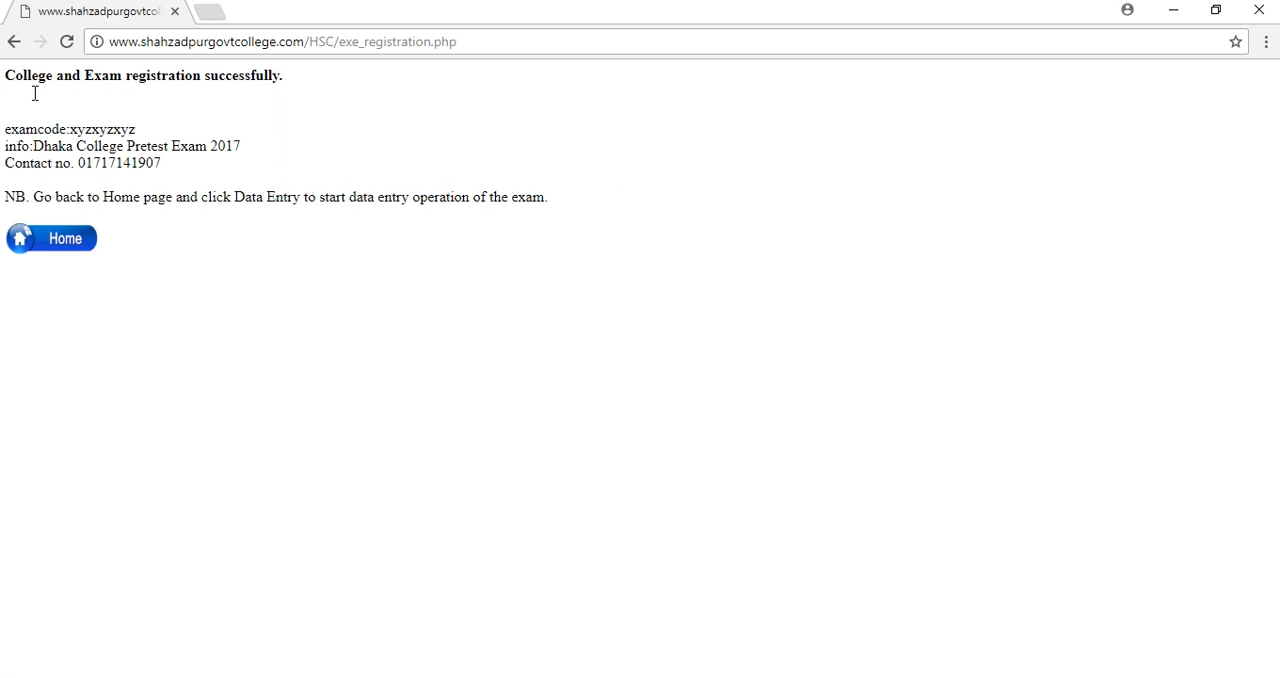 www.shahzadpurgovtcol
www.shahzadpurgovtcollege.com/HSC/exe_registration.php
College and Exam registration successfully.
examcode:xyzxyzxyz
info:Dhaka College Pretest Exam 2017
Contact no. 01717141907
NB. Go back to Home page and click Data Entry to start data entry operation of the exam.
Home